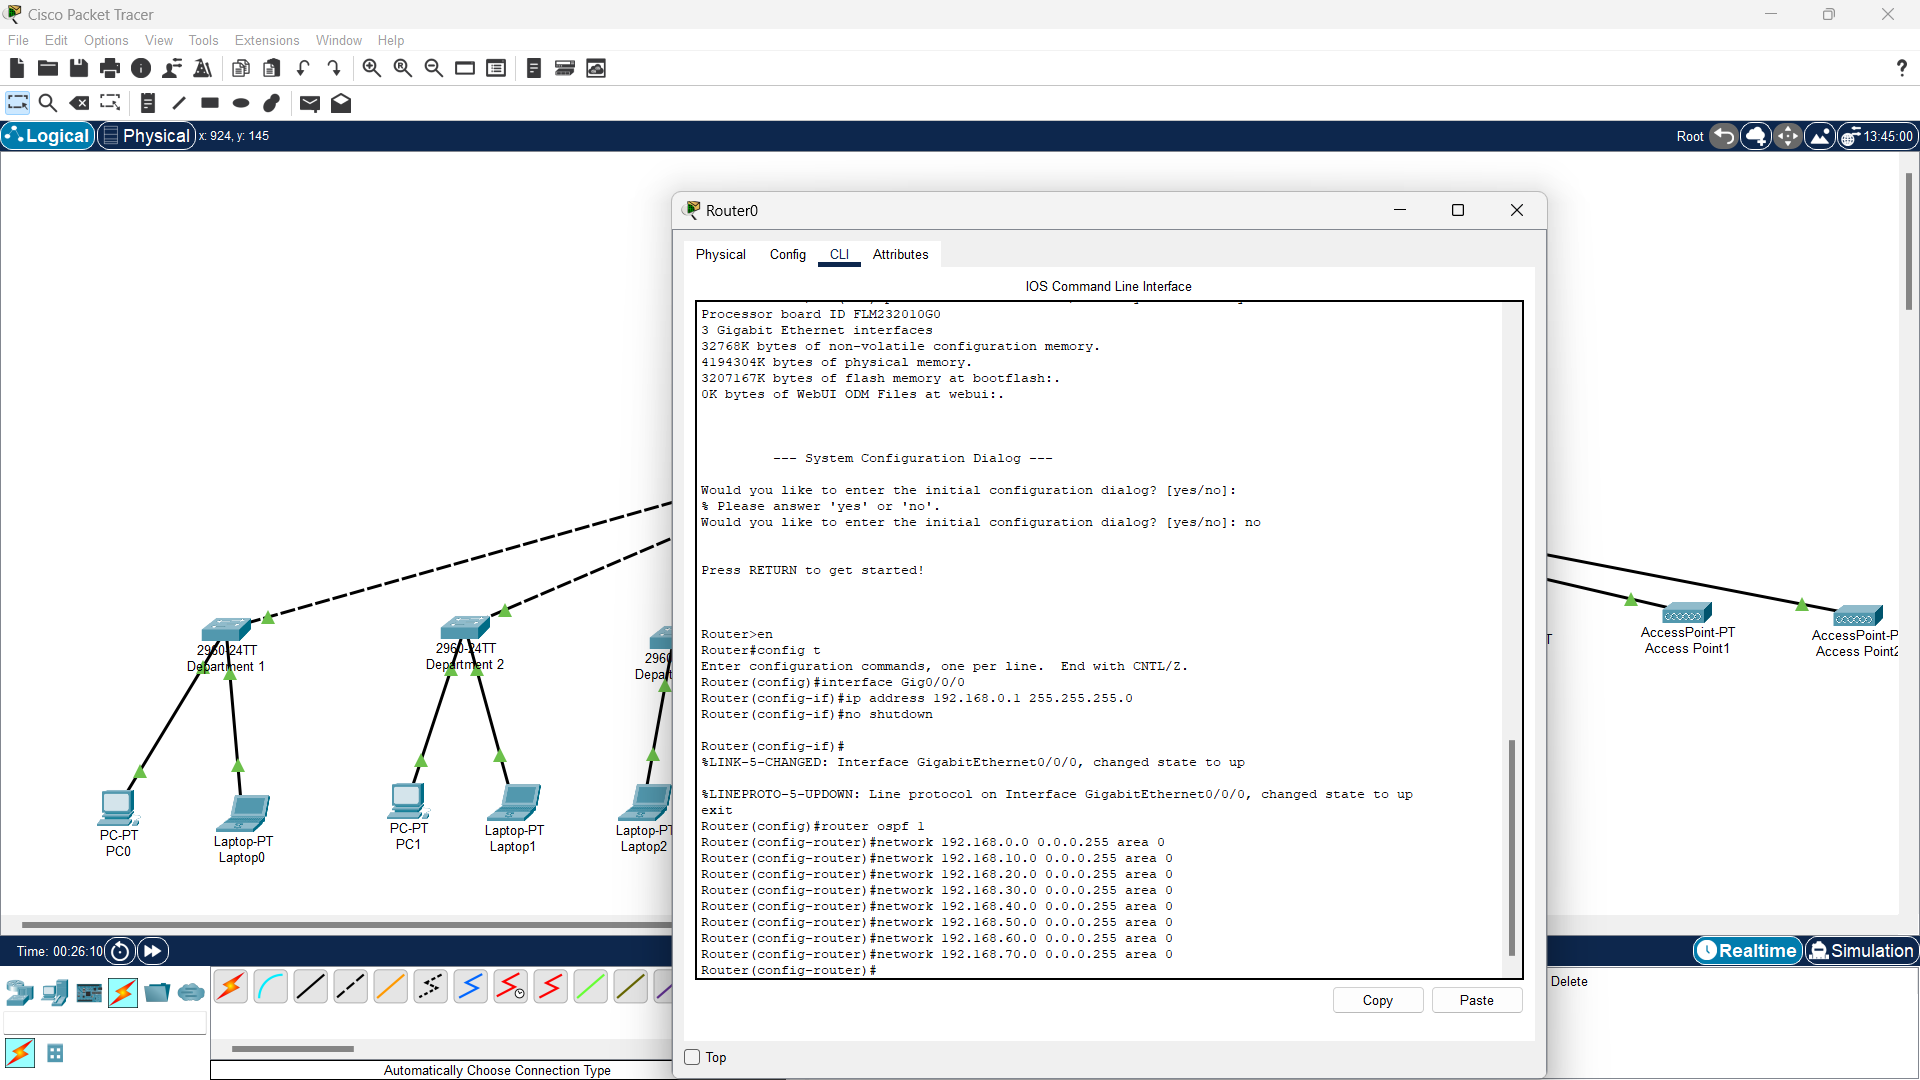 Cisco Packet Tracer
File Edit Options View Tools Extensions Window Help
Logical Physical x: 924, y: 145
Root 13:45:00
Router0
Physical Config CLI Attributes
IOS Command Line Interface
Processor board ID FLM232010G0
3 Gigabit Ethernet interfaces
32768K bytes of non-volatile configuration memory.
4194304K bytes of physical memory.
3207167K bytes of flash memory at bootflash:.
0K bytes of WebUI ODM Files at webui:.
--- System Configuration Dialog ---
Would you like to enter the initial configuration dialog? [yes/no]:
% Please answer 'yes' or 'no'.
Would you like to enter the initial configuration dialog? [yes/no]: no
Press RETURN to get started!
Router>en
Router#config t
Enter configuration commands, one per line.  End with CNTL/Z.
Router(config)#interface Gig0/0/0
Router(config-if)#ip address 192.168.0.1 255.255.255.0
Router(config-if)#no shutdown
Router(config-if)#
%LINK-5-CHANGED: Interface GigabitEthernet0/0/0, changed state to up
%LINEPROTO-5-UPDOWN: Line protocol on Interface GigabitEthernet0/0/0, changed state to up
exit
Router(config)#router ospf 1
Router(config-router)#network 192.168.0.0 0.0.0.255 area 0
Router(config-router)#network 192.168.10.0 0.0.0.255 area 0
Router(config-router)#network 192.168.20.0 0.0.0.255 area 0
Router(config-router)#network 192.168.30.0 0.0.0.255 area 0
Router(config-router)#network 192.168.40.0 0.0.0.255 area 0
Router(config-router)#network 192.168.50.0 0.0.0.255 area 0
Router(config-router)#network 192.168.60.0 0.0.0.255 area 0
Router(config-router)#network 192.168.70.0 0.0.0.255 area 0
Router(config-router)#
Copy Paste
Top
2960-24TT
Department 1
2960-24TT
Department 2
2960
Depart
PC-PT
PC0
Laptop-PT
Laptop0
PC-PT
PC1
Laptop-PT
Laptop1
Laptop-PT
Laptop2
T
AccessPoint-PT
Access Point1
AccessPoint-P
Access Point2
Time: 00:26:10
Realtime Simulation
Delete
Automatically Choose Connection Type